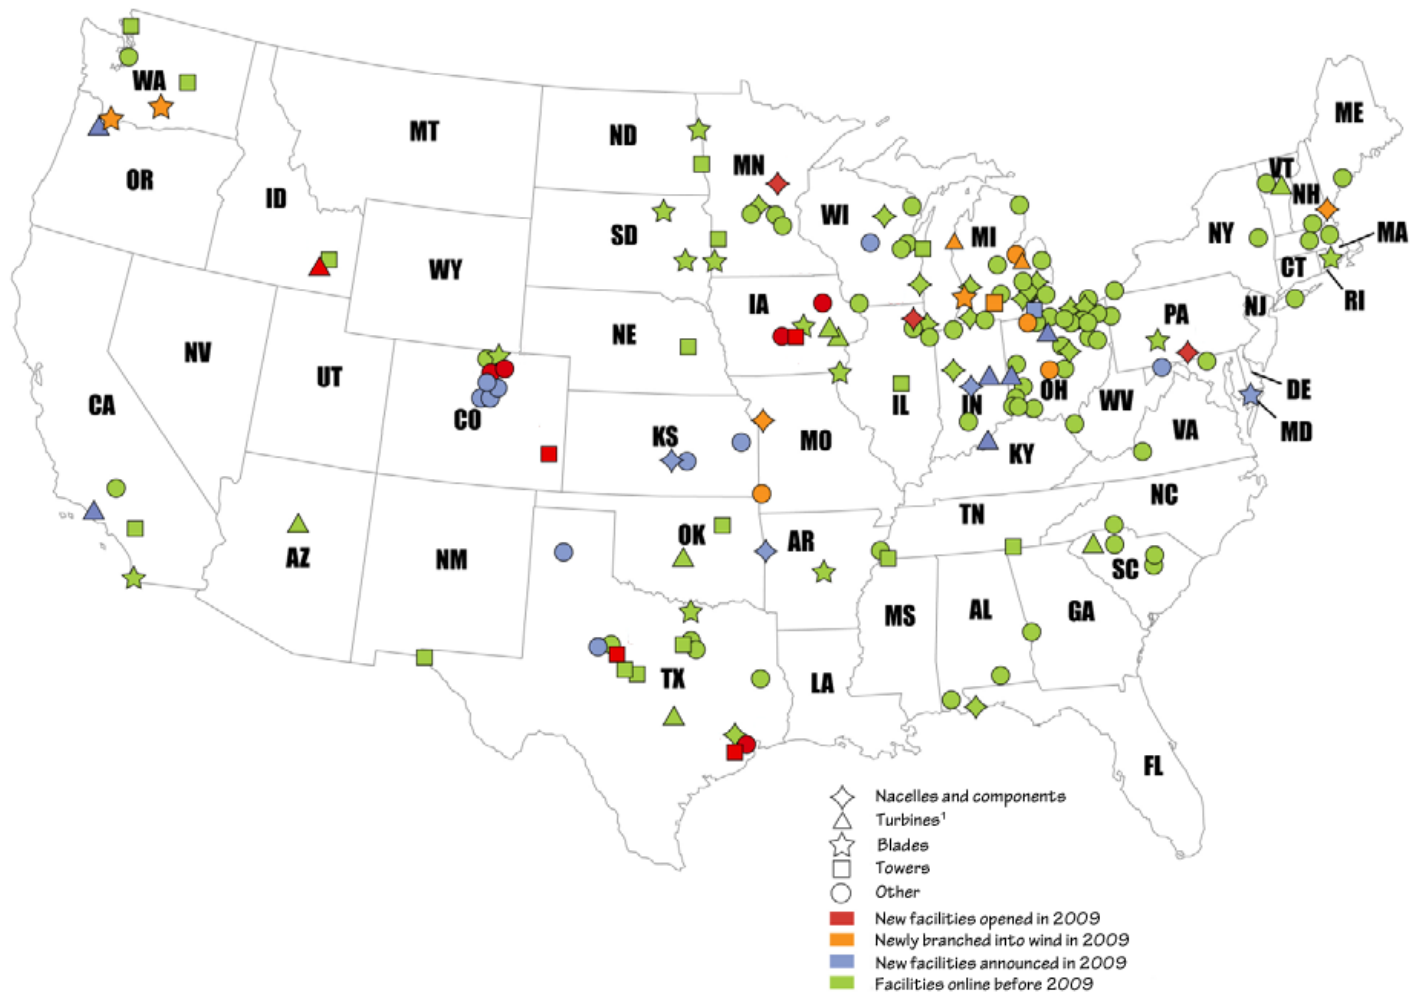 WA
MT
ND
MN
ME
VT
NH
OR
ID
SD
WI
MI
NY
MA
WY
CT
RI
IA
NE
PA
NJ
NV
UT
CA
CO
IL
IN
OH
WV
DE
MD
KS
MO
KY
VA
NC
TN
AZ
NM
OK
AR
SC
MS
AL
GA
TX
LA
FL
Nacelles and components
Turbines¹
Blades
Towers
Other
New facilities opened in 2009
Newly branched into wind in 2009
New facilities announced in 2009
Facilities online before 2009